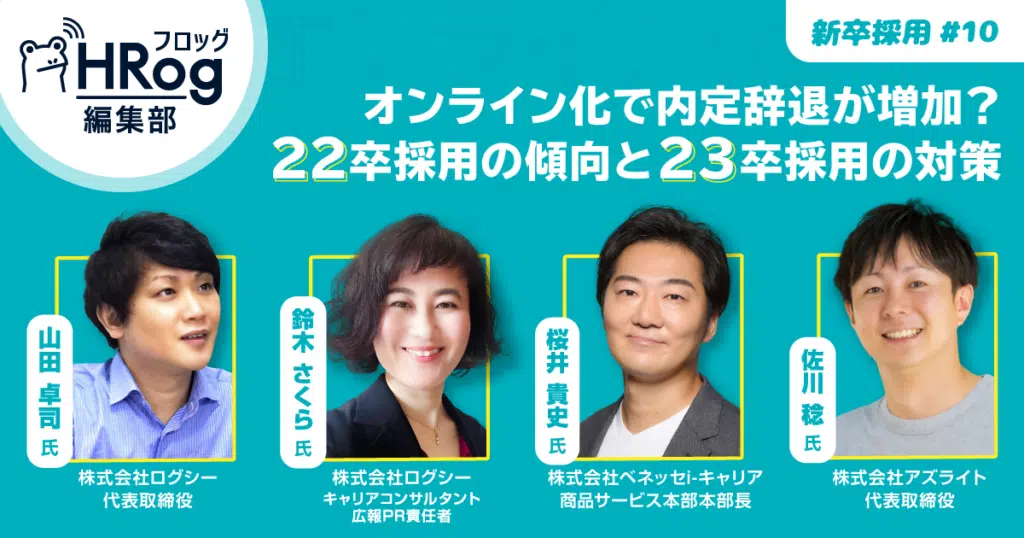 フロッグ
HRog
編集部
新卒採用 #10
オンライン化で内定辞退が増加？
22卒採用の傾向と23卒採用の対策
山田 卓司 氏
株式会社ログシー
代表取締役
鈴木 さくら 氏
株式会社ログシー
キャリアコンサルタント
広報PR責任者
桜井 貴史 氏
株式会社ベネッセi-キャリア
商品サービス本部本部長
佐川 稔 氏
株式会社アズライト
代表取締役